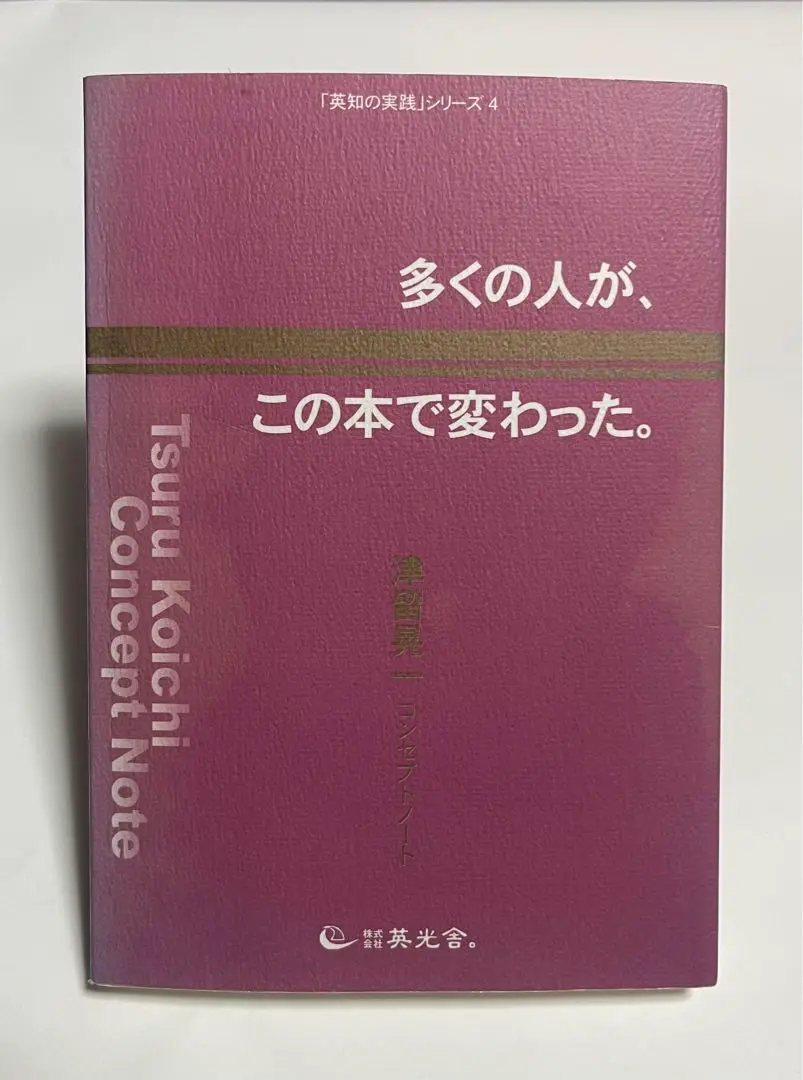 「英知の実践」シリーズ 4
多くの人が、
この本で変わった。
津留晃一 コンセプトノート
Tsuru Koichi
Concept Note
株式会社 英光舎。